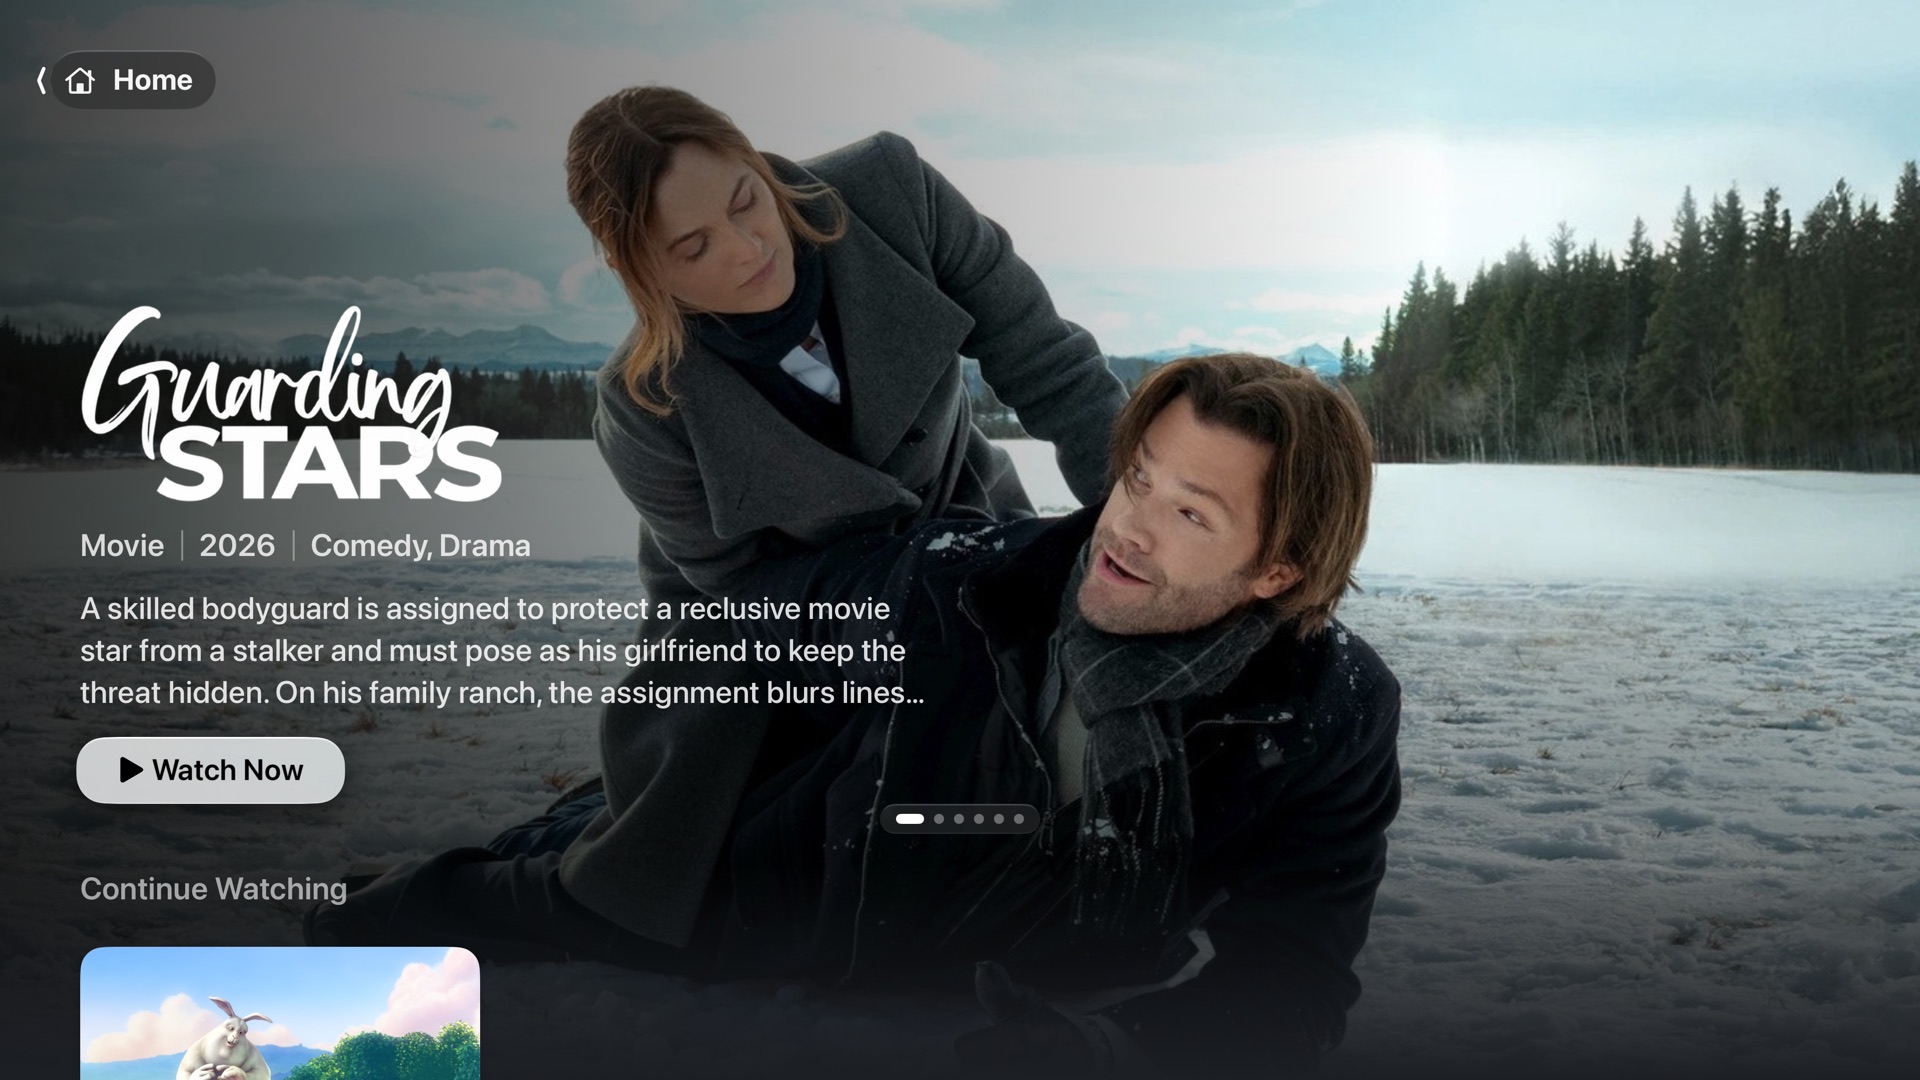 Home
Guarding
STARS
Movie | 2026 | Comedy, Drama
A skilled bodyguard is assigned to protect a reclusive movie
star from a stalker and must pose as his girlfriend to keep the
threat hidden. On his family ranch, the assignment blurs lines...
Watch Now
Continue Watching